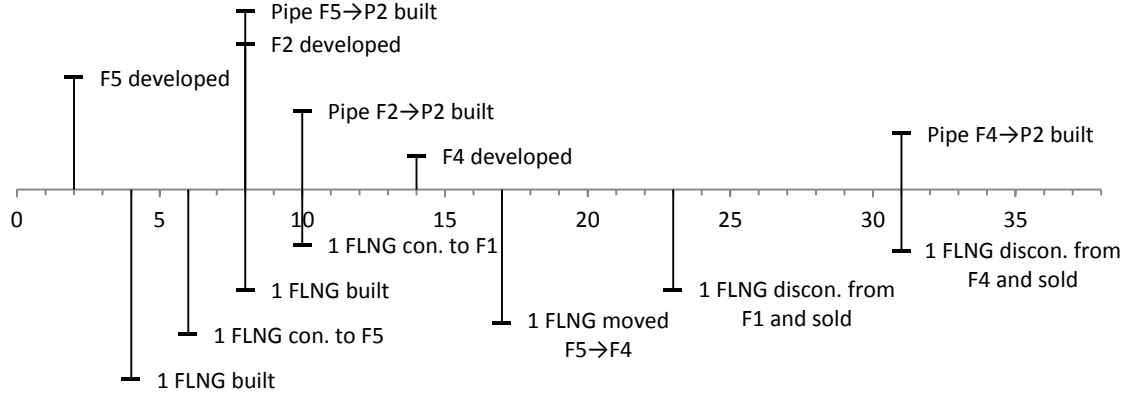 Pipe F5→P2 built
F2 developed
F5 developed
Pipe F2→P2 built
Pipe F4→P2 built
F4 developed
0 5 10 15 20 25 30 35
1 FLNG con. to F1
1 FLNG discon. from
F4 and sold
1 FLNG built
1 FLNG discon. from
F1 and sold
1 FLNG moved
F5→F4
1 FLNG con. to F5
1 FLNG built